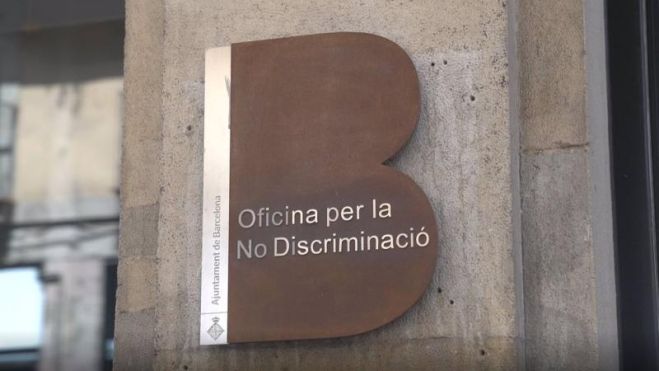 Oficina per la
No Discriminació
Ajuntament de Barcelona